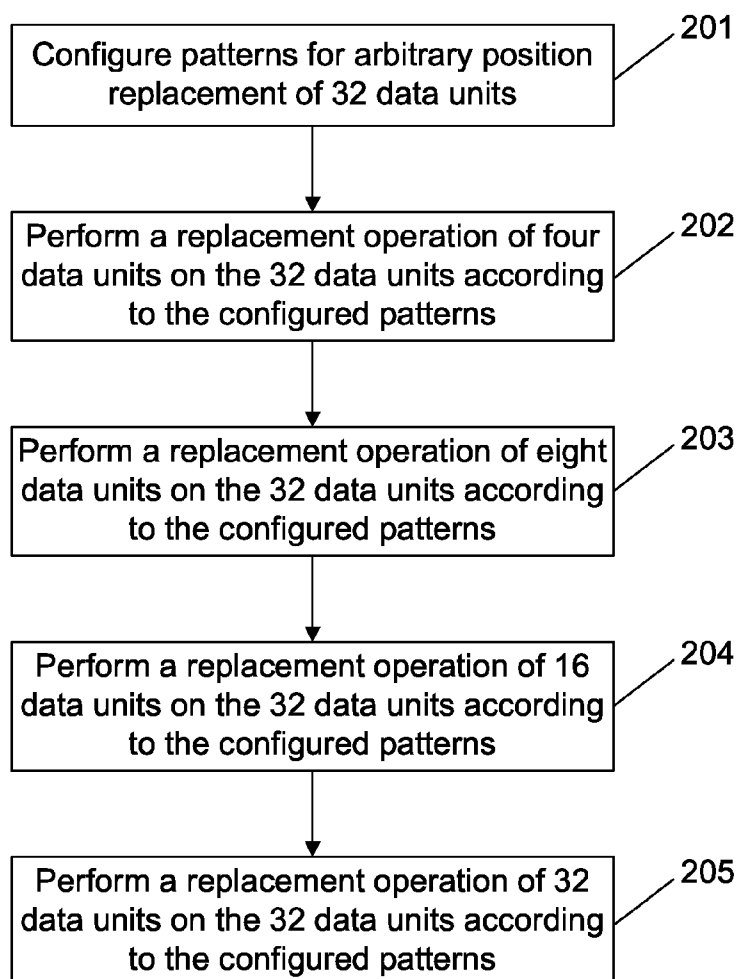 Configure patterns for arbitrary position
replacement of 32 data units
201
Perform a replacement operation of four
data units on the 32 data units according
to the configured patterns
202
Perform a replacement operation of eight
data units on the 32 data units according
to the configured patterns
203
Perform a replacement operation of 16
data units on the 32 data units according
to the configured patterns
204
Perform a replacement operation of 32
data units on the 32 data units according
to the configured patterns
205